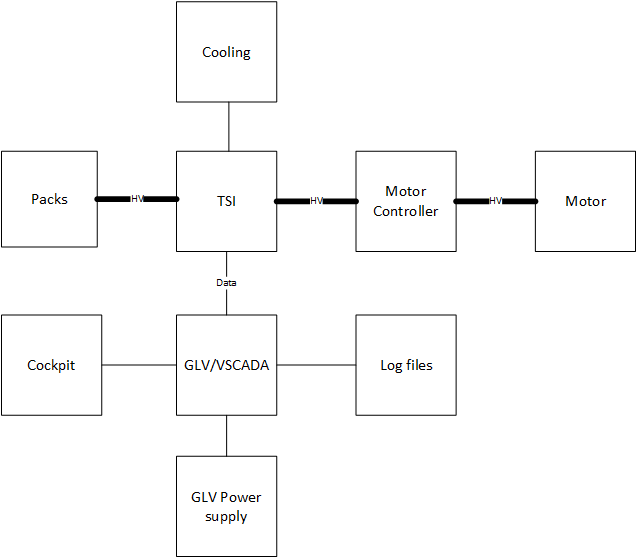 Cooling
Packs
HV
TSI
HV
Motor
Controller
HV
Motor
Data
Cockpit
GLV/VSCADA
Log files
GLV Power
supply